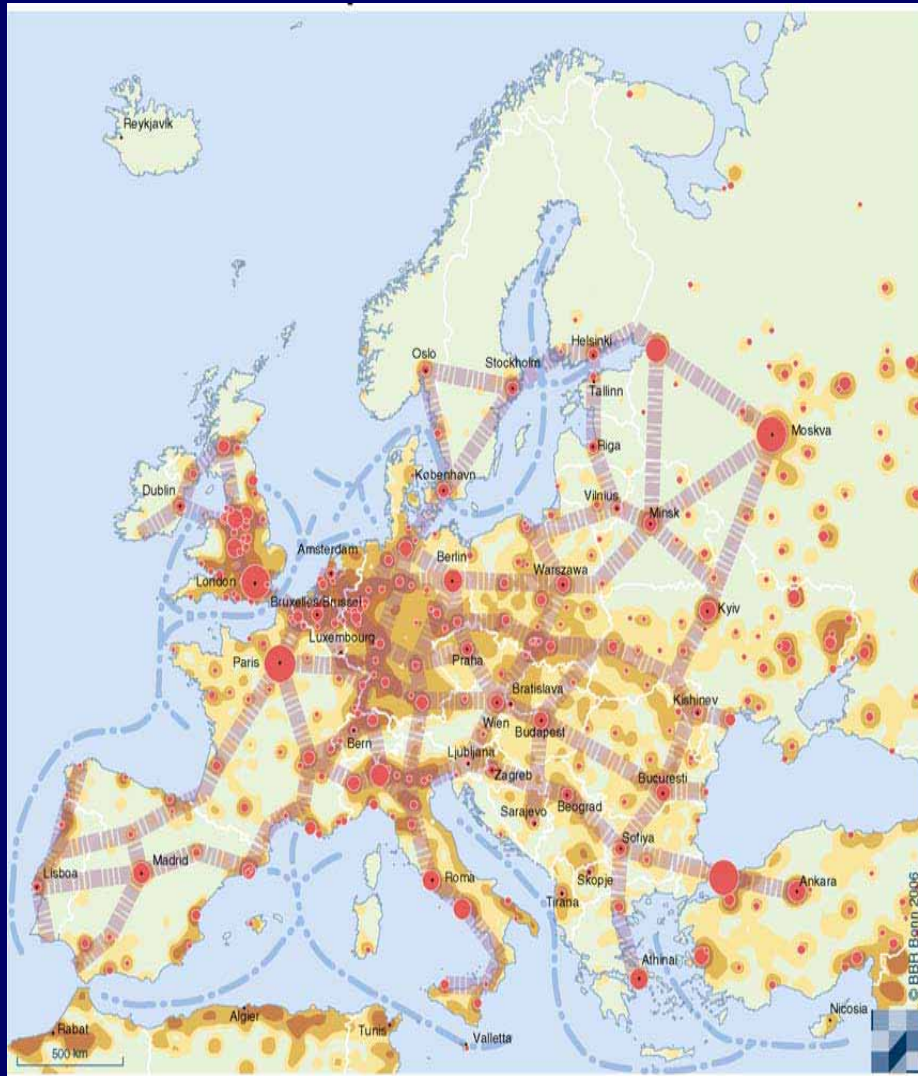 Reykjavík
Oslo
Stockholm
Helsinki
Tallinn
Moskva
Riga
København
Dublin
Vilnius
Minsk
Amsterdam
Berlin
Warszawa
London
Bruxelles/Brussel
Kyiv
Luxembourg
Paris
Praha
Bratislava
Kishinev
Wien
Budapest
Bern
Ljubljana
Zagreb
Bucuresti
Sarajevo
Beograd
Sofiya
Lisboa
Madrid
Roma
Skopje
Ankara
Tirana
Athinai
Algier
Nicosia
Rabat
Tunis
Valletta
500 km
© BBR Bonn 2006